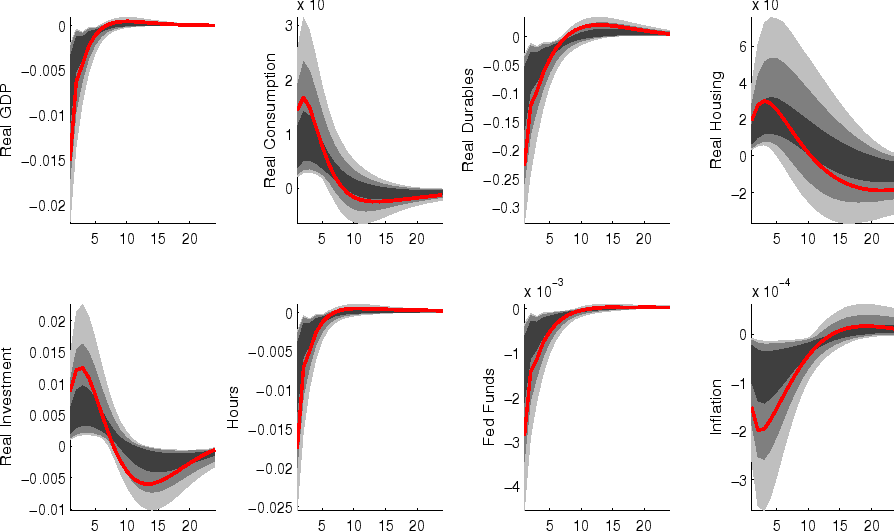 x 10
x 10
0
−0.005
−0.01
−0.015
−0.02
Real GDP
5 10 15 20
3
2
1
0
Real Consumption
5 10 15 20
0
−0.05
−0.1
−0.15
−0.2
−0.25
−0.3
Real Durables
5 10 15 20
6
4
2
0
−2
Real Housing
5 10 15 20
0.02
0.015
0.01
0.005
0
−0.005
−0.01
Real Investment
5 10 15 20
0
−0.005
−0.01
−0.015
−0.02
−0.025
Hours
5 10 15 20
x 10−3
0
−1
−2
−3
−4
Fed Funds
5 10 15 20
x 10−4
0
−1
−2
−3
Inflation
5 10 15 20